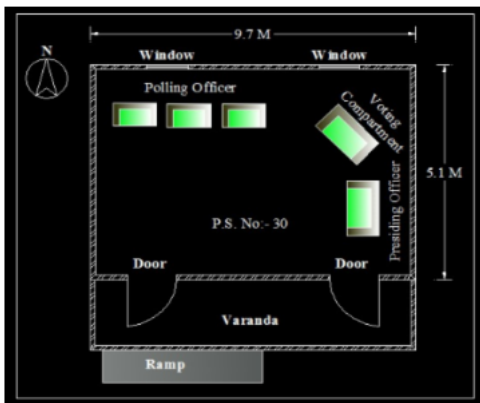 9.7 M
N
Window
Window
Polling Officer
Voting
Compartment
5.1 M
Presiding Officer
P.S. No:- 30
Door
Door
Varanda
Ramp